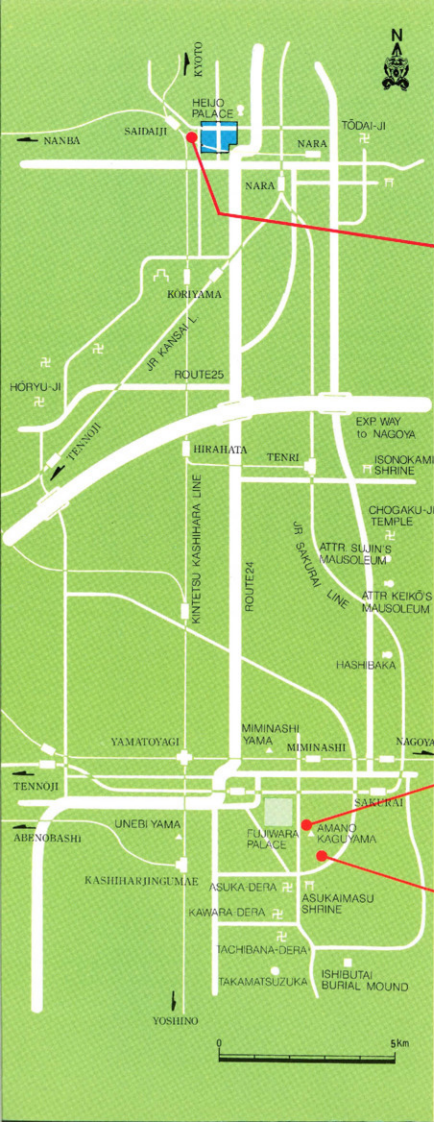 N
KYOTO
HEIJO
PALACE
SAIDAIJI
TŌDAI-JI
NANBA
NARA
NARA
KŌRIYAMA
JR KANSAI L.
ROUTE25
HŌRYU-JI
EXP. WAY
to NAGOYA
TENNOJI
HIRAHATA
TENRI
ISONOKAMI
SHRINE
KINTETSU KASHIHARA LINE
ROUTE24
JR SAKURAI LINE
CHOGAKU-JI
TEMPLE
ATTR. SUJIN'S
MAUSOLEUM
ATTR KEIKŌ'S
MAUSOLEUM
HASHIBAKA
YAMATOYAGI
MIMINASHI
YAMA
MIMINASHI
NAGOYA
TENNOJI
SAKURAI
UNEBI YAMA
ABENOBASHI
FUJIWARA
PALACE
AMANO
KAGUYAMA
KASHIHARJINGUMAE
ASUKA-DERA
ASUKAIMASU
SHRINE
KAWARA-DERA
TACHIBANA-DERA
TAKAMATSUZUKA
ISHIBUTAI
BURIAL MOUND
YOSHINO
0 5Km